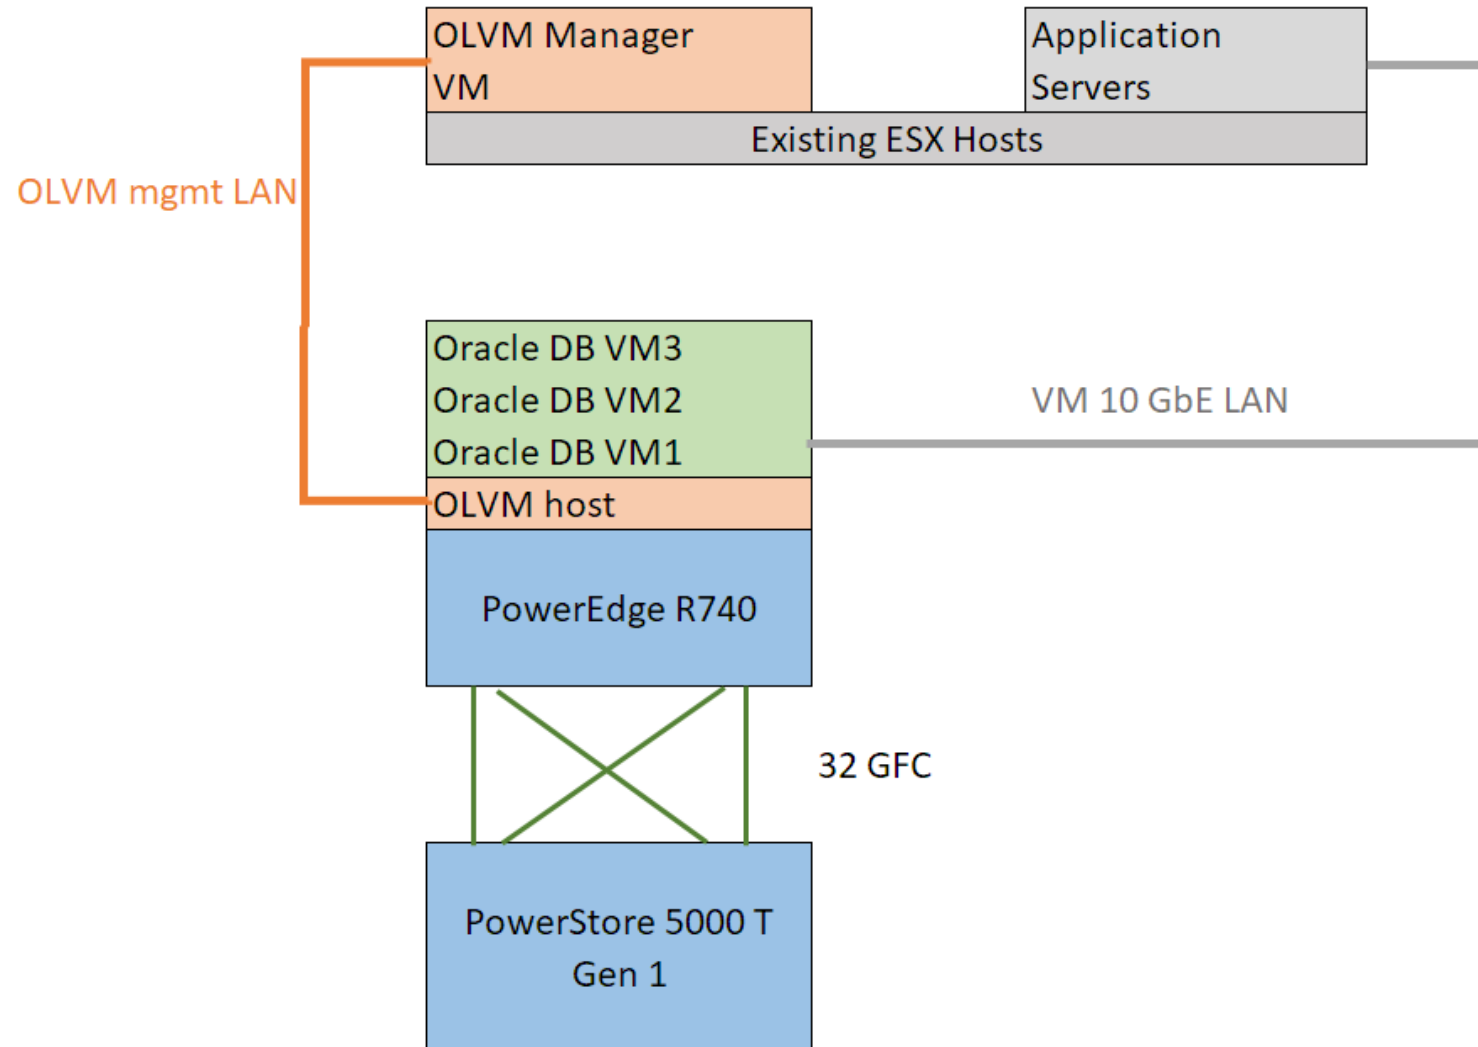 OLVM Manager
VM
Application
Servers
Existing ESX Hosts
OLVM mgmt LAN
Oracle DB VM3
Oracle DB VM2
Oracle DB VM1
VM 10 GbE LAN
OLVM host
PowerEdge R740
32 GFC
PowerStore 5000 T
Gen 1